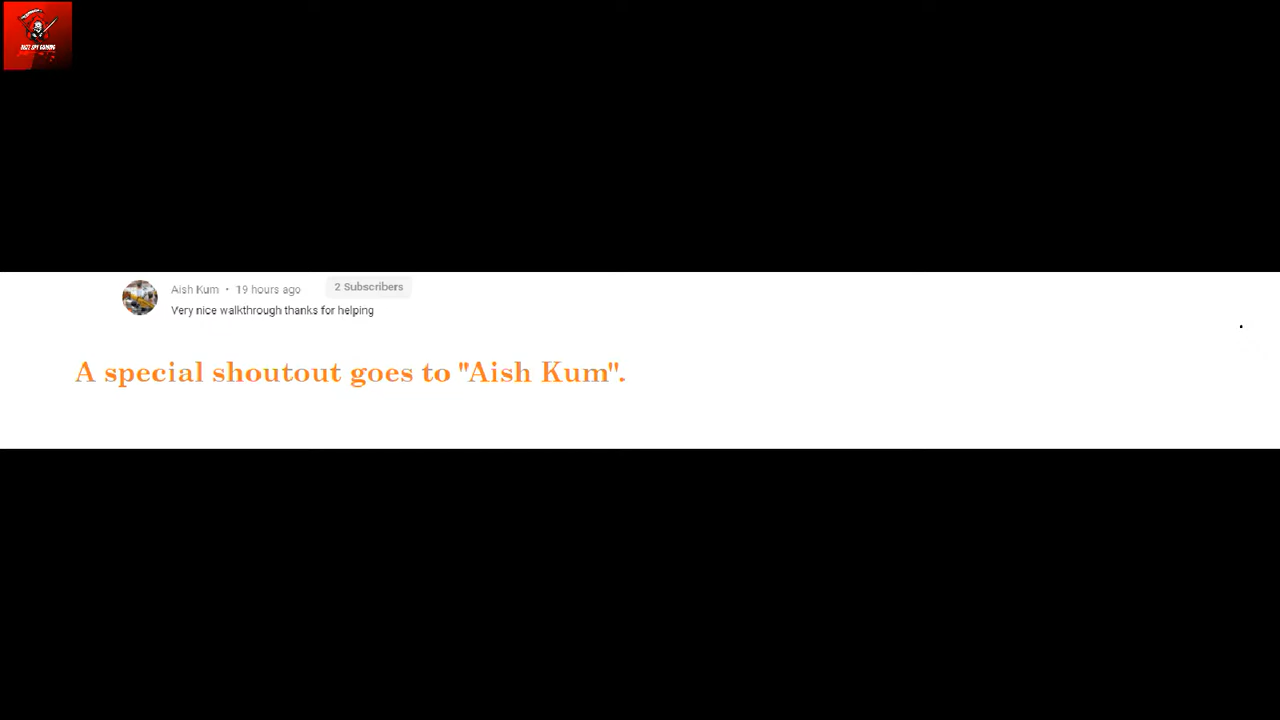 Aish Kum • 19 hours ago 2 Subscribers
Very nice walkthrough thanks for helping
A special shoutout goes to "Aish Kum".